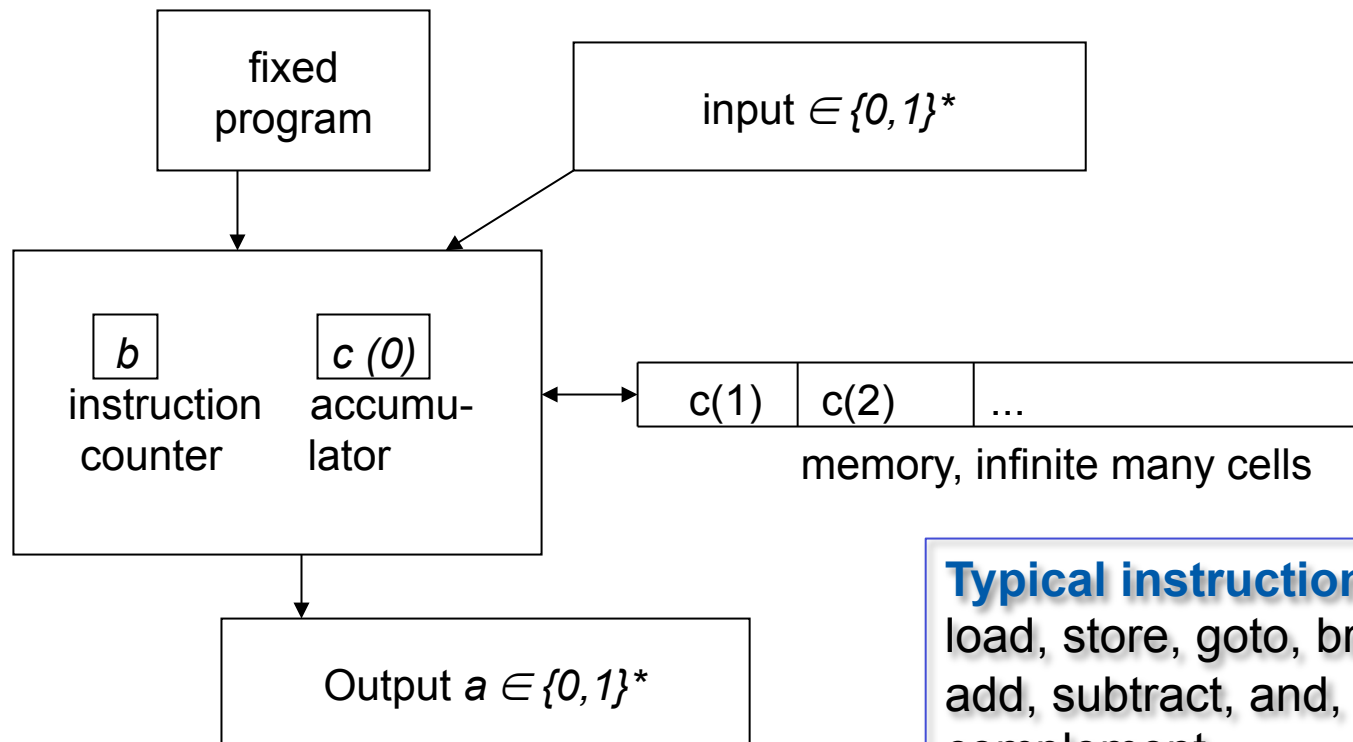 fixed
program
input ∈ {0,1}*
b
c (0)
instruction
counter
accumu-
lator
c(1)
c(2)
...
memory, infinite many cells
Output a ∈ {0,1}*
Typical instruction
load, store, goto,
add, subtract, and,